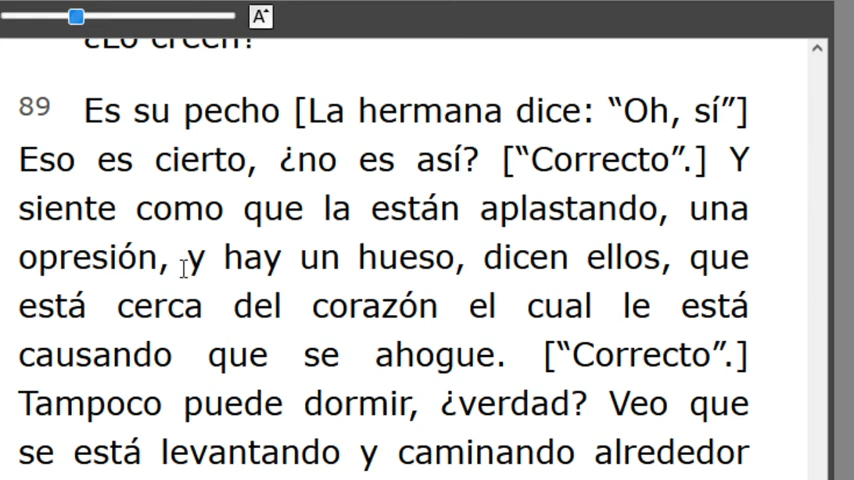 A
¿Lo creen?
89 Es su pecho [La hermana dice: “Oh, sí”]
Eso es cierto, ¿no es así? [“Correcto”.] Y
siente como que la están aplastando, una
opresión, y hay un hueso, dicen ellos, que
está cerca del corazón el cual le está
causando que se ahogue. [“Correcto”.]
Tampoco puede dormir, ¿verdad? Veo que
se está levantando y caminando alrededor